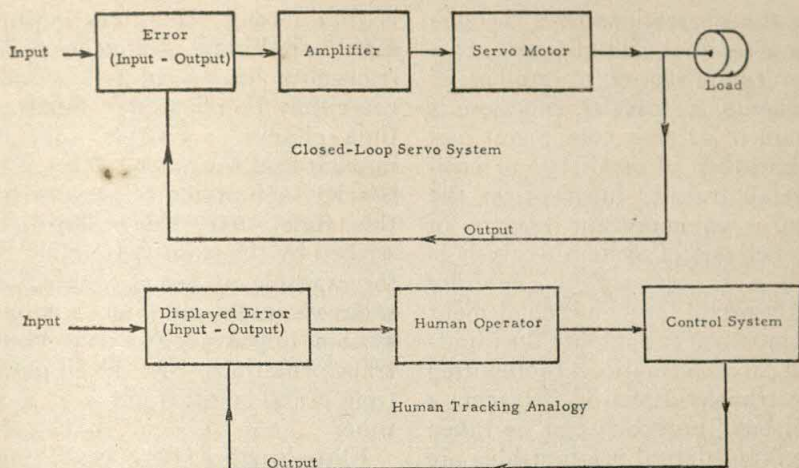 Input
Error
(Input - Output)
Amplifier
Servo Motor
Load
Closed-Loop Servo System
Output
Input
Displayed Error
(Input - Output)
Human Operator
Control System
Human Tracking Analogy
Output